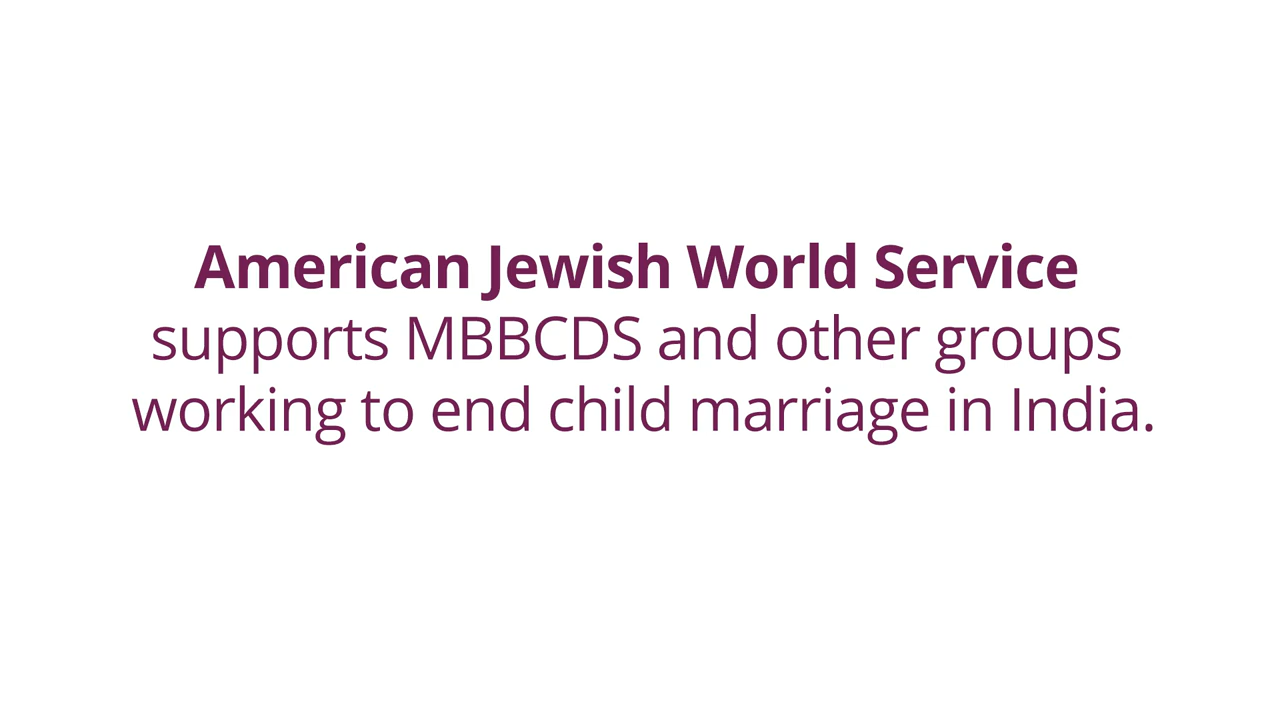 American Jewish World Service
supports MBBCDS and other groups
working to end child marriage in India.